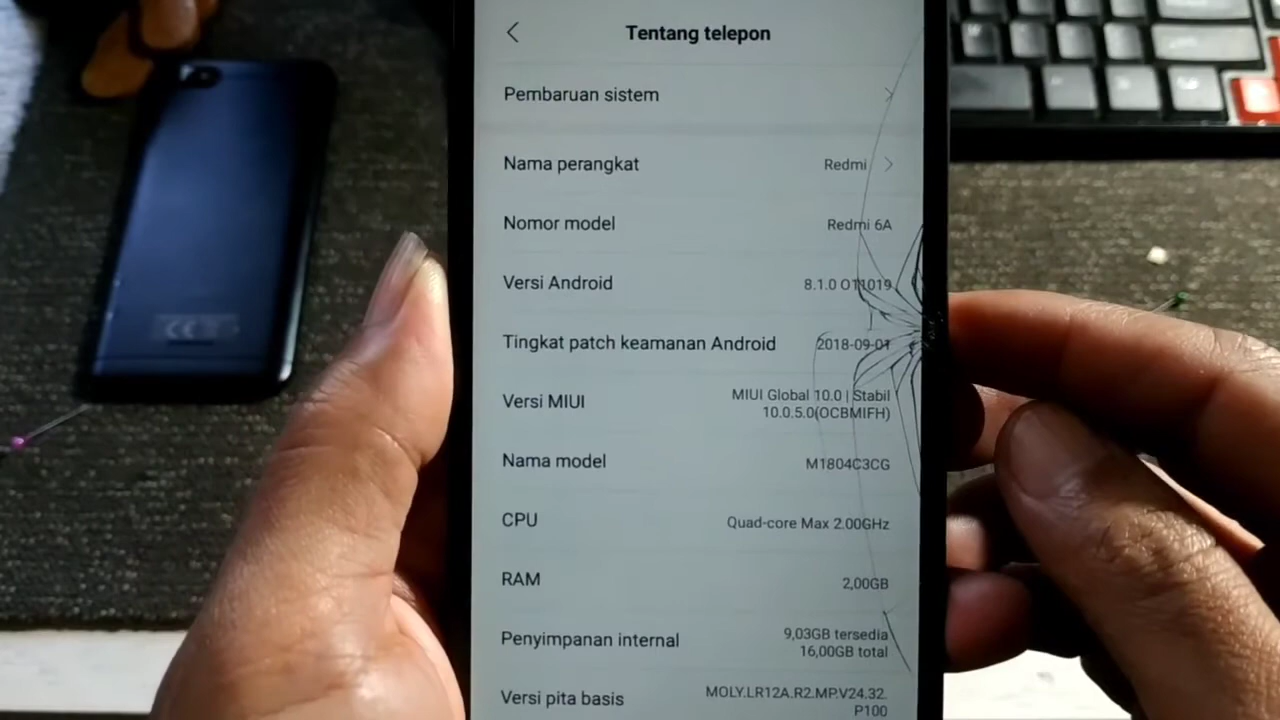 Tentang telepon
Pembaruan sistem
Nama perangkat Redmi
Nomor model Redmi 6A
Versi Android 8.1.0 O11019
Tingkat patch keamanan Android 2018-09-01
Versi MIUI MIUI Global 10.0 | Stabil
10.0.5.0(OCBMIFH)
Nama model M1804C3CG
CPU Quad-core Max 2.00GHz
RAM 2,00GB
Penyimpanan internal 9,03GB tersedia
16,00GB total
Versi pita basis MOLY.LR12A.R2.MP.V24.32.
P100
CE